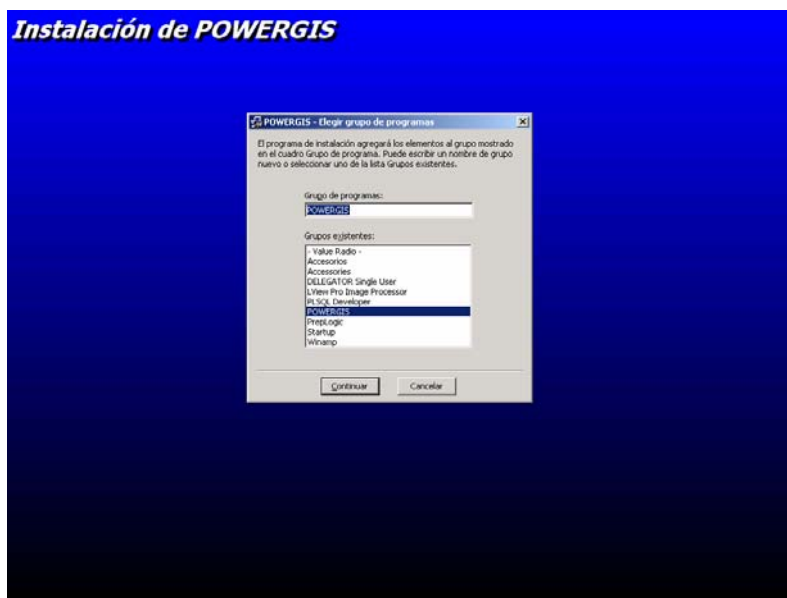 Instalación de POWERGIS
POWERGIS - Elegir grupo de programas
El programa de instalación agregará los elementos al grupo mostrado
en el cuadro Grupo de programa. Puede escribir un nombre de grupo
nuevo o seleccionar uno de la lista Grupos existentes.
Grupo de programas:
POWERGIS
Grupos existentes:
- Value Radio -
Accesorios
Accessories
DELEGATOR Single User
LView Pro Image Processor
PLSQL Developer
POWERGIS
PrepLogic
Startup
Winamp
Continuar
Cancelar